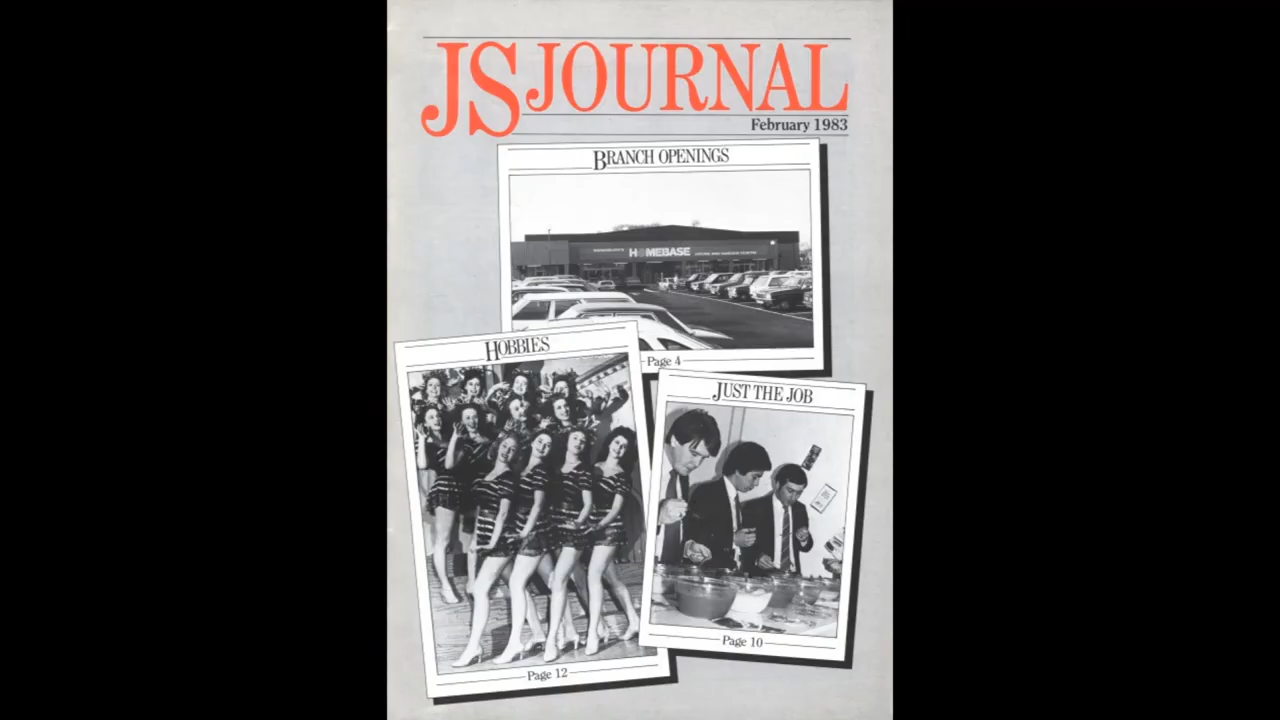 JS JOURNAL
February 1983
BRANCH OPENINGS
HOMEBASE
Page 4
HOBBIES
Page 12
JUST THE JOB
Page 10